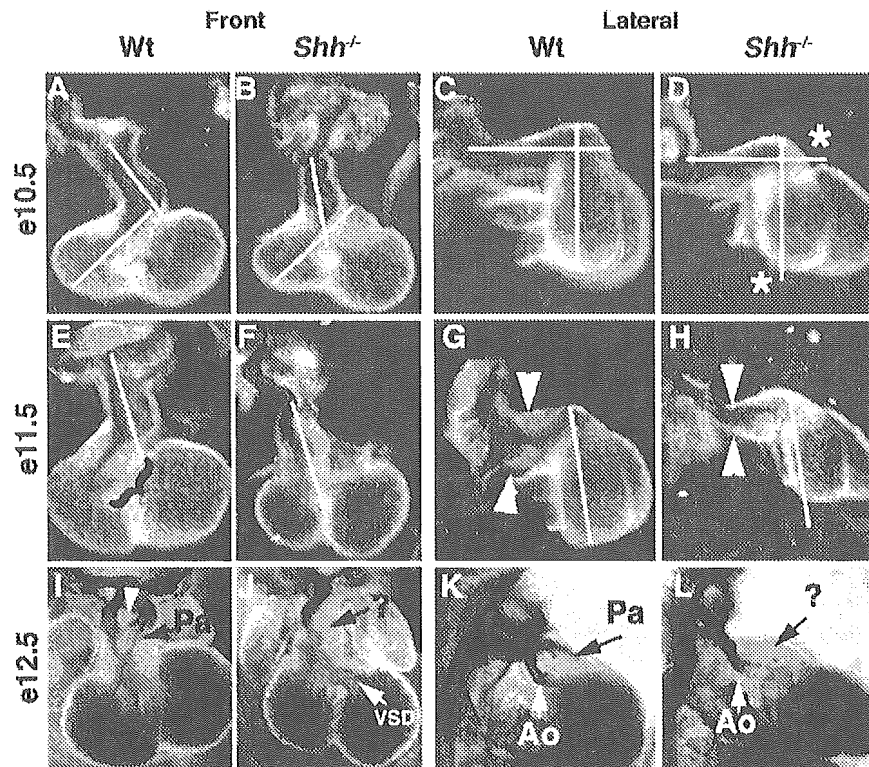 Front Lateral
Wt Shh-/- Wt Shh-/-
e10.5
A B C D
* *
e11.5
E F G H
e12.5
I J K L
Pa ? Pa ?
VSD Ao Ao